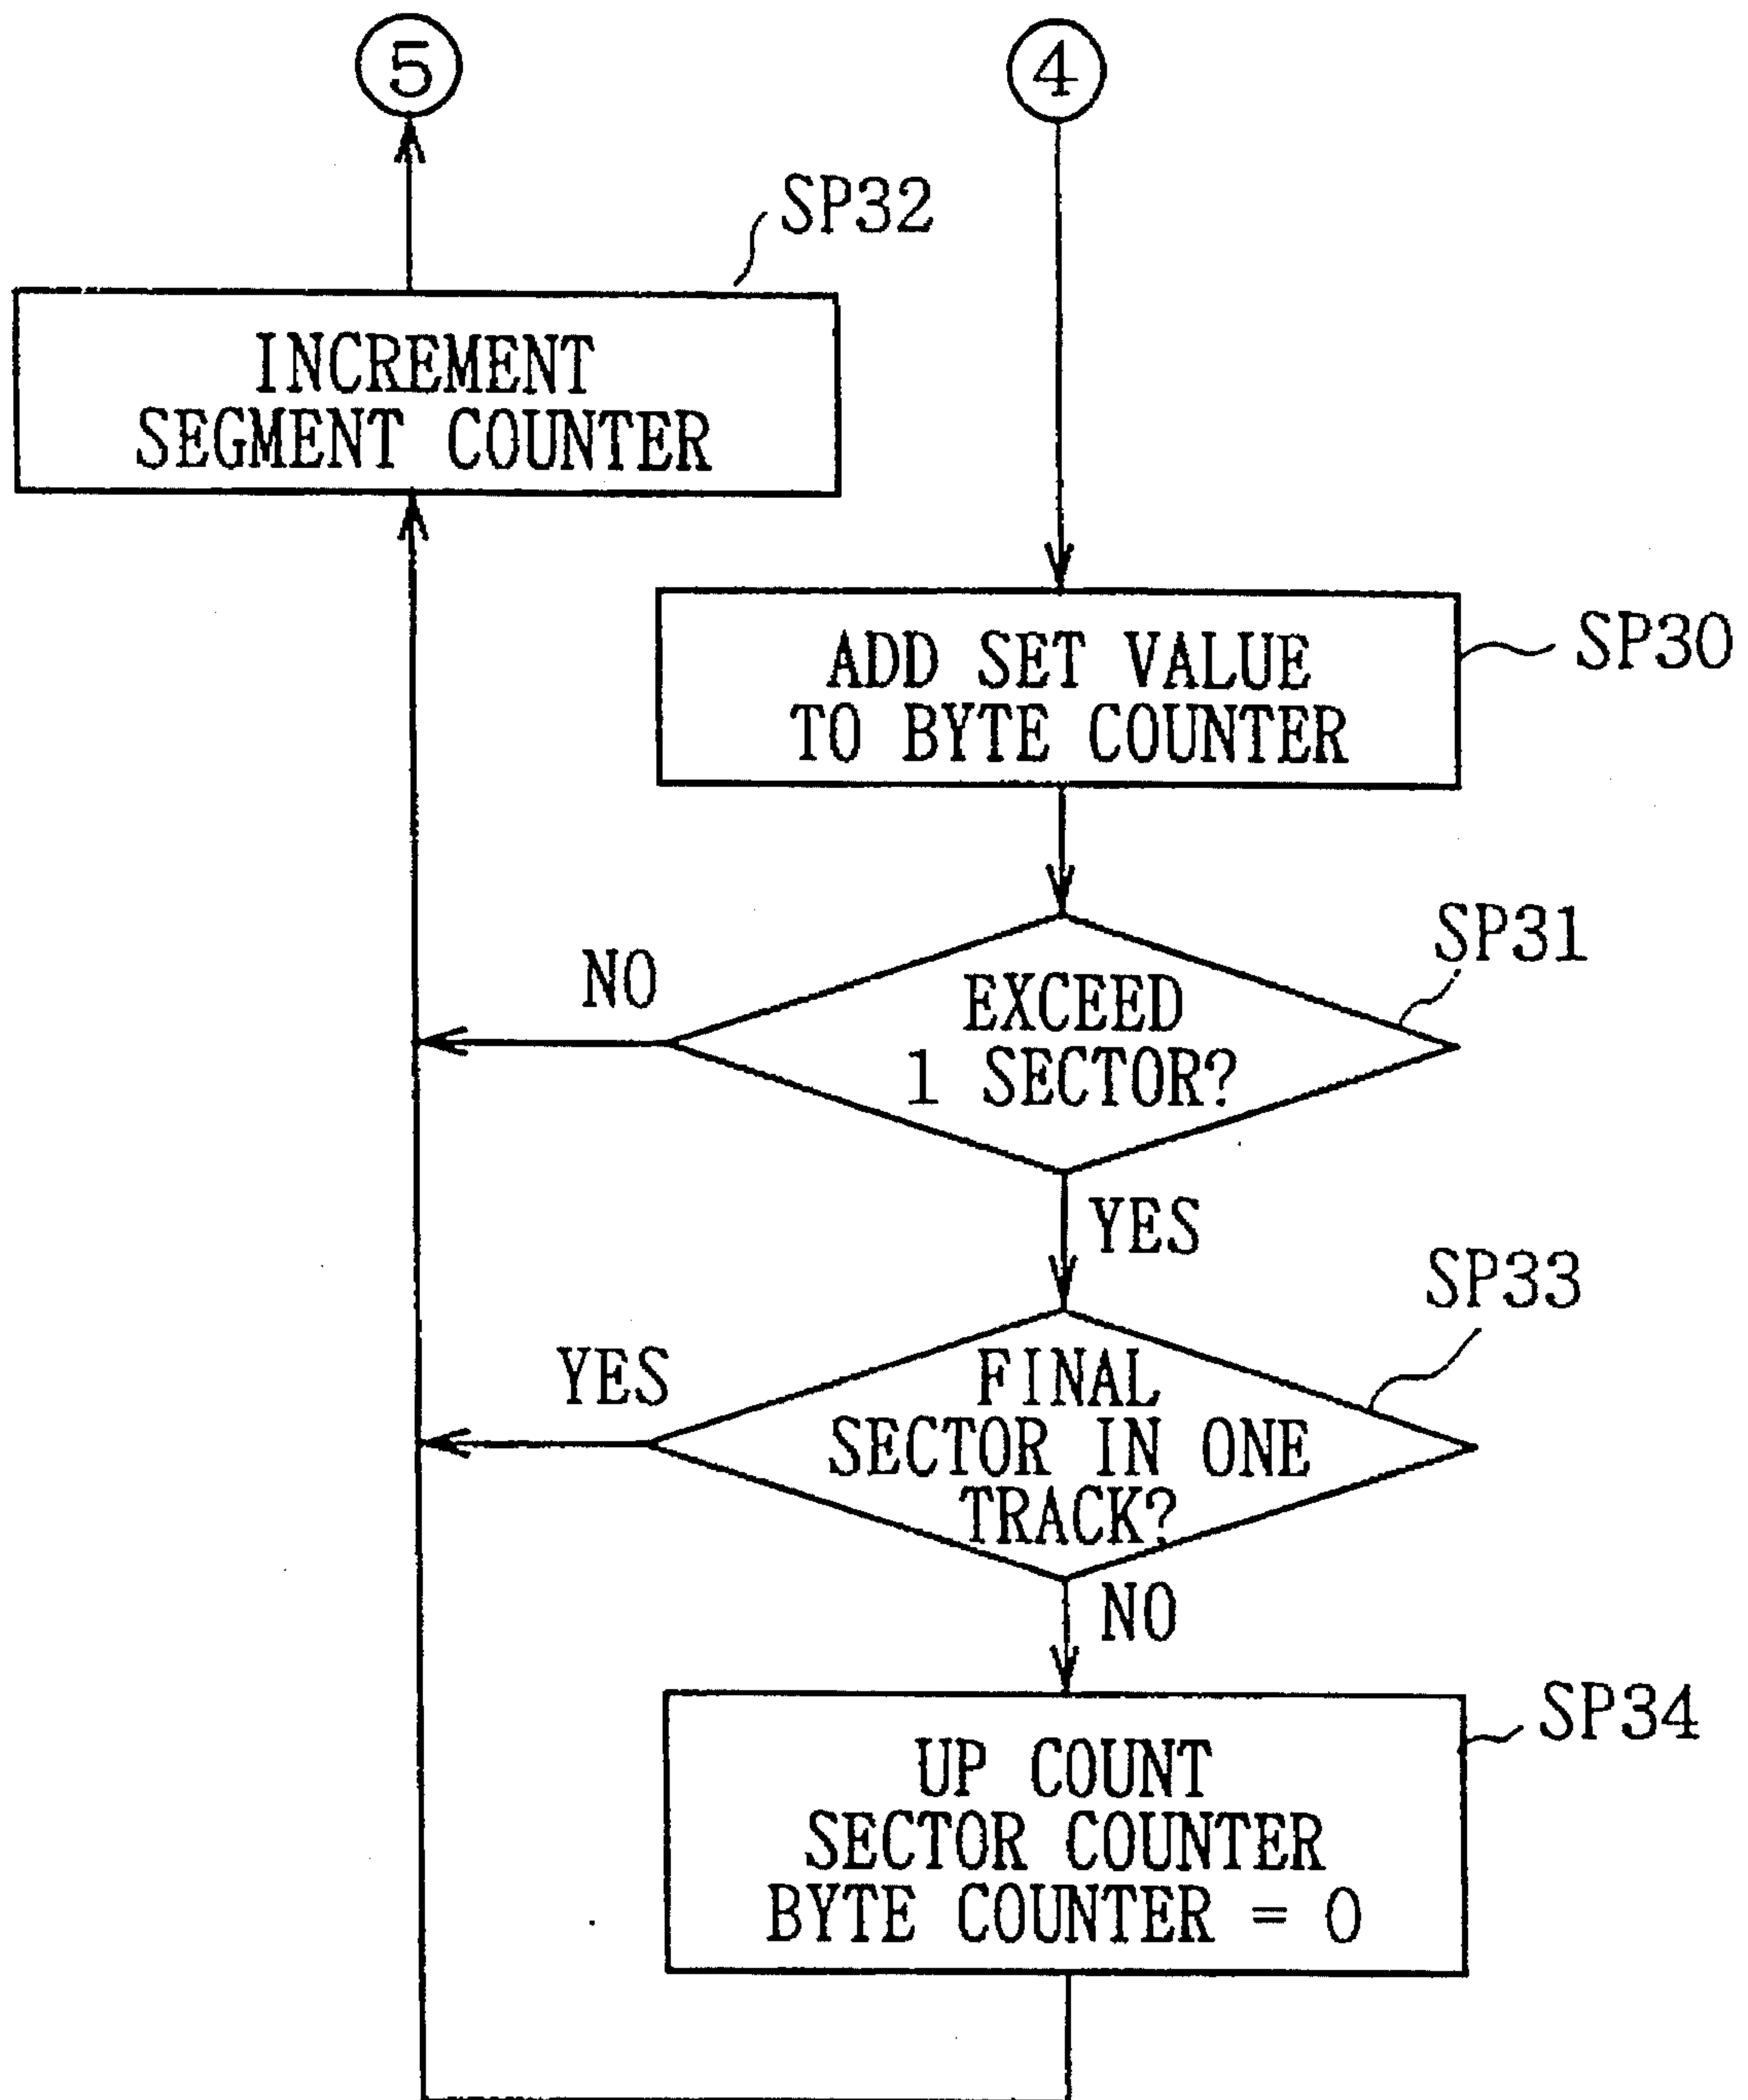 5
4
SP32
INCREMENT
SEGMENT COUNTER
SP30
ADD SET VALUE
TO BYTE COUNTER
SP31
NO
EXCEED
1 SECTOR?
YES
SP33
YES
FINAL
SECTOR IN ONE
TRACK?
NO
SP34
UP COUNT
SECTOR COUNTER
BYTE COUNTER = 0